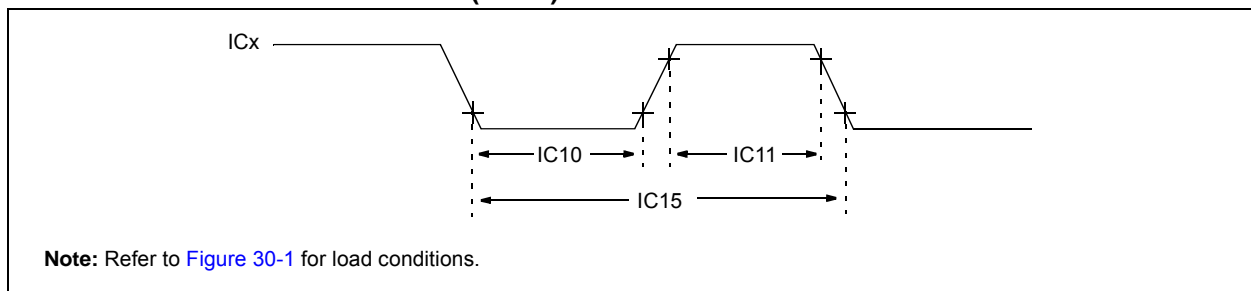 ICx
IC10
IC11
IC15
Note: Refer to Figure 30-1 for load conditions.